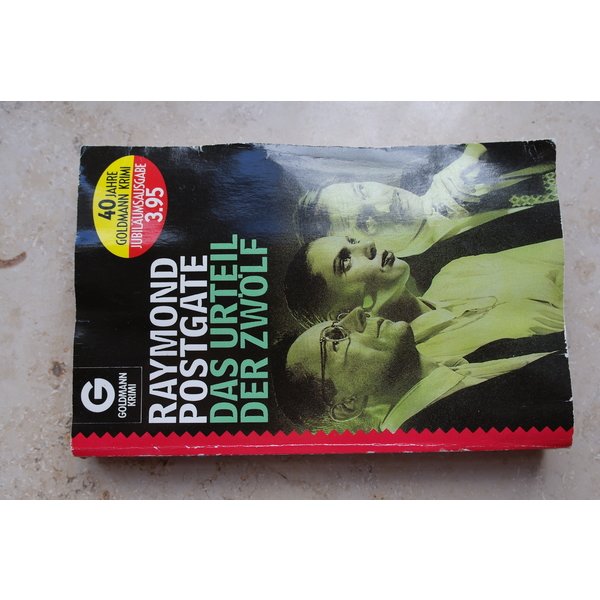 40 JAHRE
GOLDMANN KRIMI
JUBILÄUMSAUSGABE
3.95
G
GOLDMANN
KRIMI
RAYMOND
POSTGATE
DAS URTEIL
DER ZWÖLF